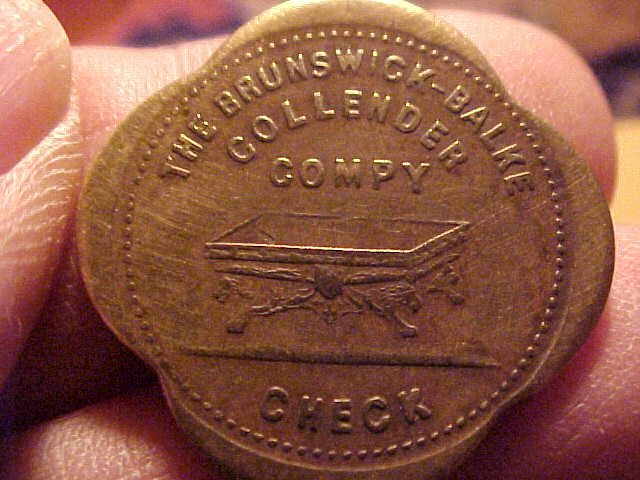 THE BRUNSWICK-BALKE
COLLENDER
COMPY
CHECK